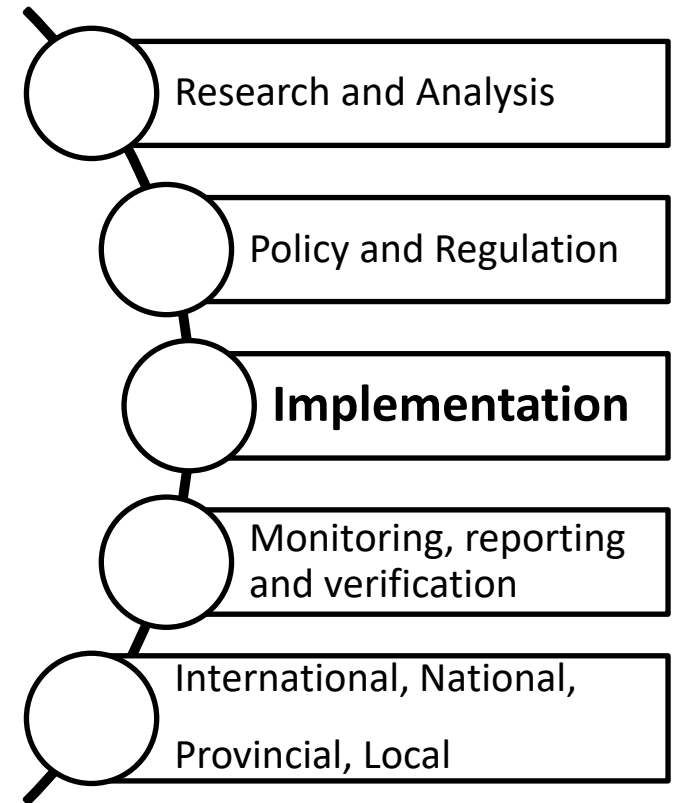 Research and Analysis
Policy and Regulation
Implementation
Monitoring, reporting
and verification
International, National,
Provincial, Local